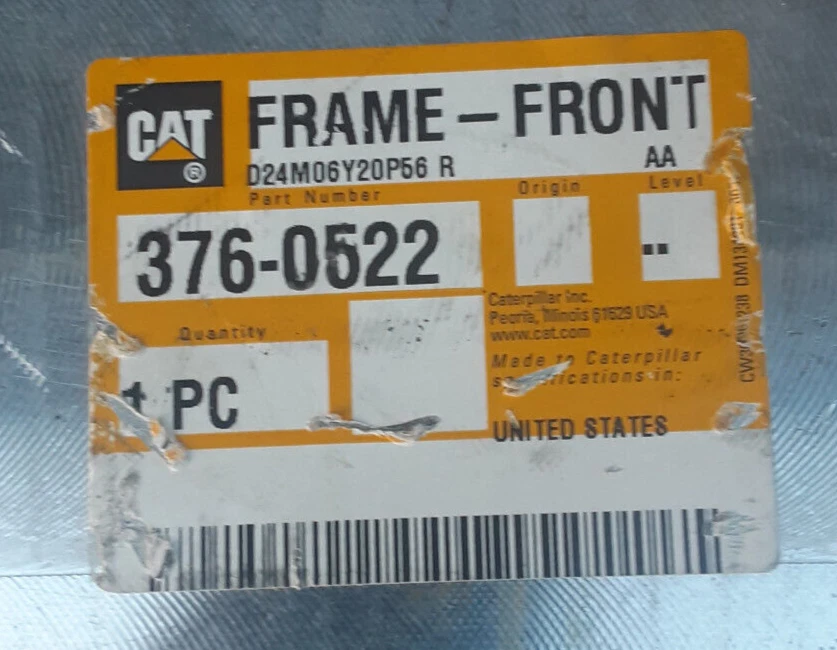 CAT®
FRAME – FRONT
D24M06Y20P56 R
AA
Part Number
Origin
Level
376-0522
--
Caterpillar Inc.
Peoria, Illinois 61629 USA
www.cat.com
Quantity
Made to Caterpillar
specifications in:
1 PC
UNITED STATES